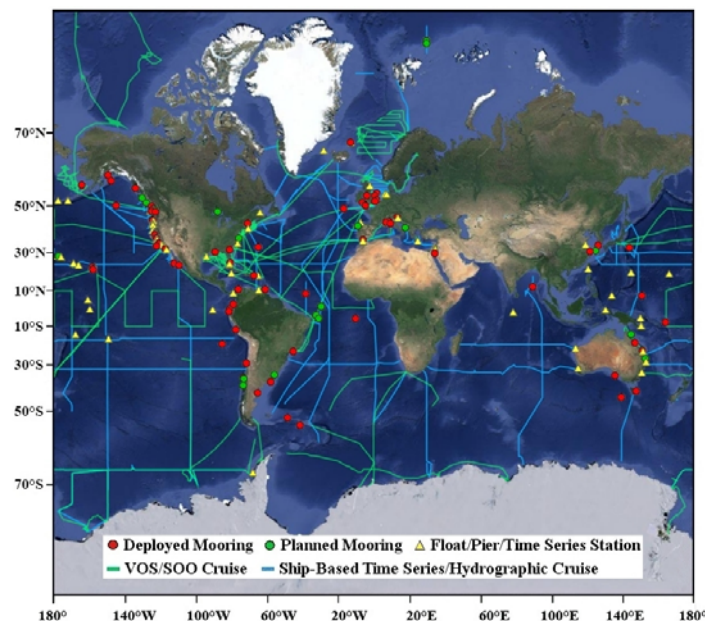 70°N
50°N
30°N
10°N
10°S
30°S
50°S
70°S
Deployed Mooring Planned Mooring Float/Pier/Time Series Station
VOS/SOO Cruise Ship-Based Time Series/Hydrographic Cruise
180° 140°W 100°W 60°W 20°W 20°E 60°E 100°E 140°E 180°